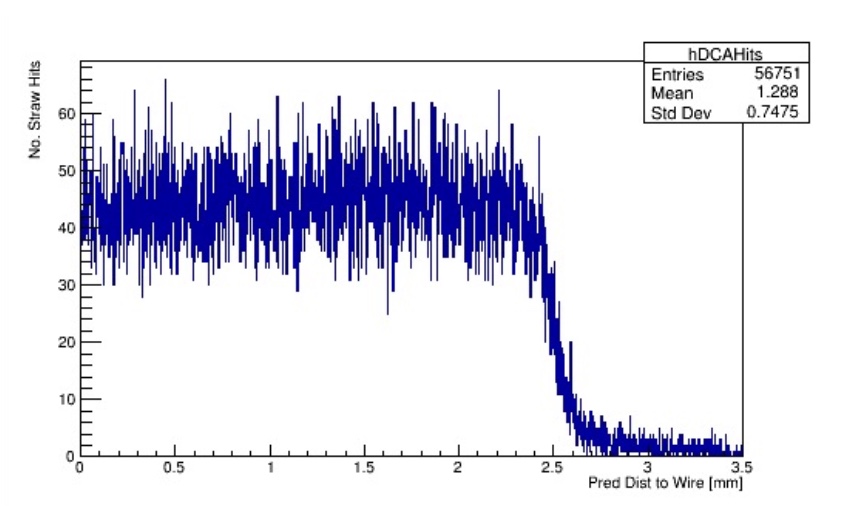 hDCAHits
Entries 56751
Mean 1.288
Std Dev 0.7475
No. Straw Hits
60
50
40
30
20
10
0
0 0.5 1 1.5 2 2.5 3 3.5
Pred Dist to Wire [mm]